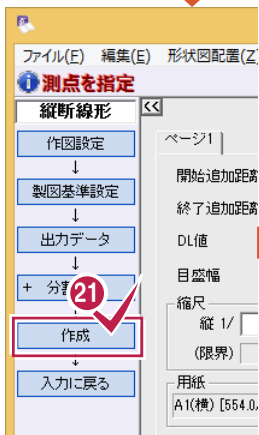 ファイル(F) 編集(E) 形状図配置(Z)
測点を指定
縦断線形
<<
作図設定
↓
製図基準設定
↓
出力データ
↓
+ 分
21
作成
↓
入力に戻る
ページ1
開始追加距離
終了追加距離
DL値
目盛幅
縮尺
縦 1/
(限界)
用紙
A1(横) [554.0